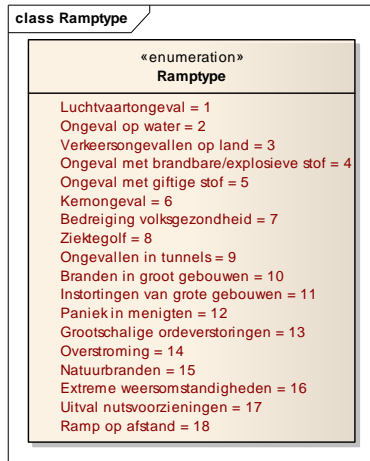 class Ramptype
«enumeration»
Ramptype
Luchtvaartongeval = 1
Ongeval op water = 2
Verkeersongevallen op land = 3
Ongeval met brandbare/explosieve stof = 4
Ongeval met giftige stof = 5
Kernongeval = 6
Bedreiging volksgezondheid = 7
Ziektegolf = 8
Ongevallen in tunnels = 9
Branden in groot gebouwen = 10
Instortingen van grote gebouwen = 11
Paniek in menigten = 12
Grootschalige ordeverstoringen = 13
Overstroming = 14
Natuurbranden = 15
Extreme weersomstandigheden = 16
Uitval nutsvoorzieningen = 17
Ramp op afstand = 18